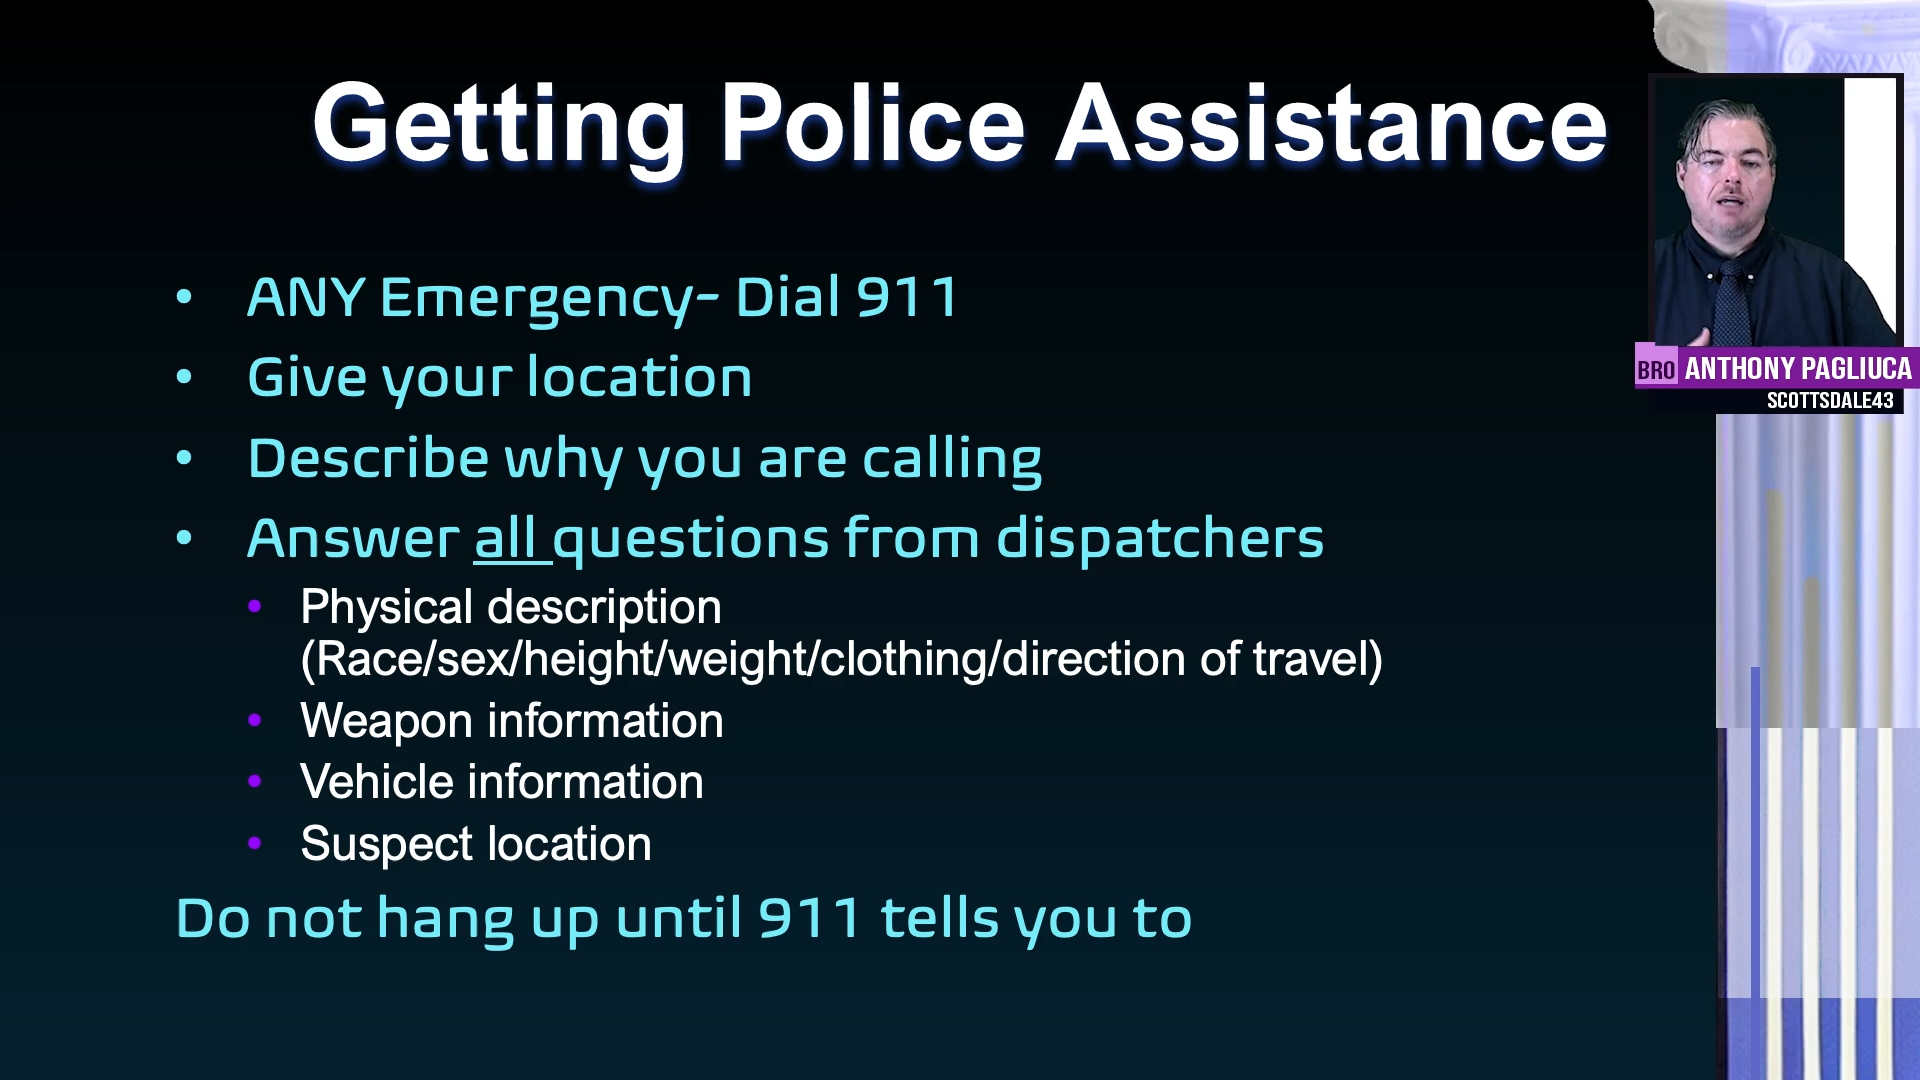 Getting Police Assistance
• ANY Emergency- Dial 911
• Give your location
• Describe why you are calling
• Answer all questions from dispatchers
• Physical description
(Race/sex/height/weight/clothing/direction of travel)
• Weapon information
• Vehicle information
• Suspect location
Do not hang up until 911 tells you to
BRO ANTHONY PAGLIUCA
SCOTTSDALE43